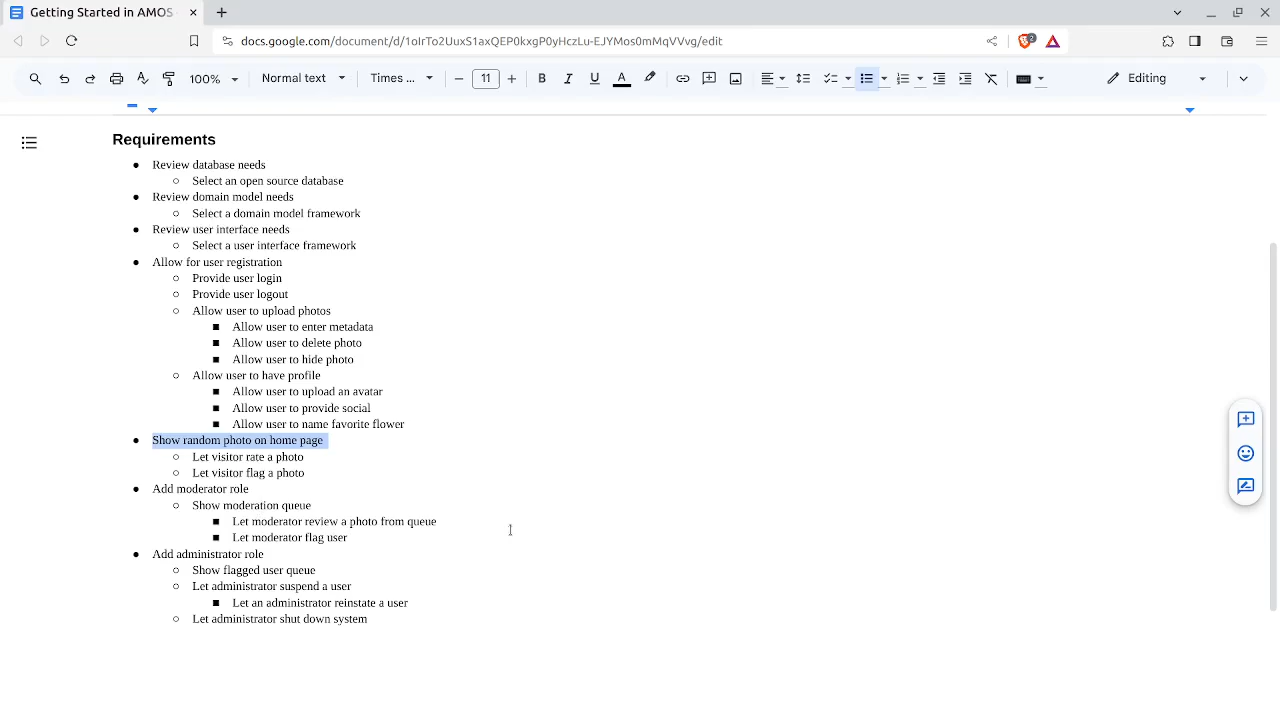 Getting Started in AMOS
docs.google.com/document/d/1oIrTo2UuxS1axQEP0kxgP0yHczLu-EJYMos0mMqVVvg/edit
2
100%
Normal text
Times ...
11
B
I
U
A
Editing
Requirements
Review database needs
Select an open source database
Review domain model needs
Select a domain model framework
Review user interface needs
Select a user interface framework
Allow for user registration
Provide user login
Provide user logout
Allow user to upload photos
Allow user to enter metadata
Allow user to delete photo
Allow user to hide photo
Allow user to have profile
Allow user to upload an avatar
Allow user to provide social
Allow user to name favorite flower
Show random photo on home page
Let visitor rate a photo
Let visitor flag a photo
Add moderator role
Show moderation queue
Let moderator review a photo from queue
Let moderator flag user
Add administrator role
Show flagged user queue
Let administrator suspend a user
Let an administrator reinstate a user
Let administrator shut down system